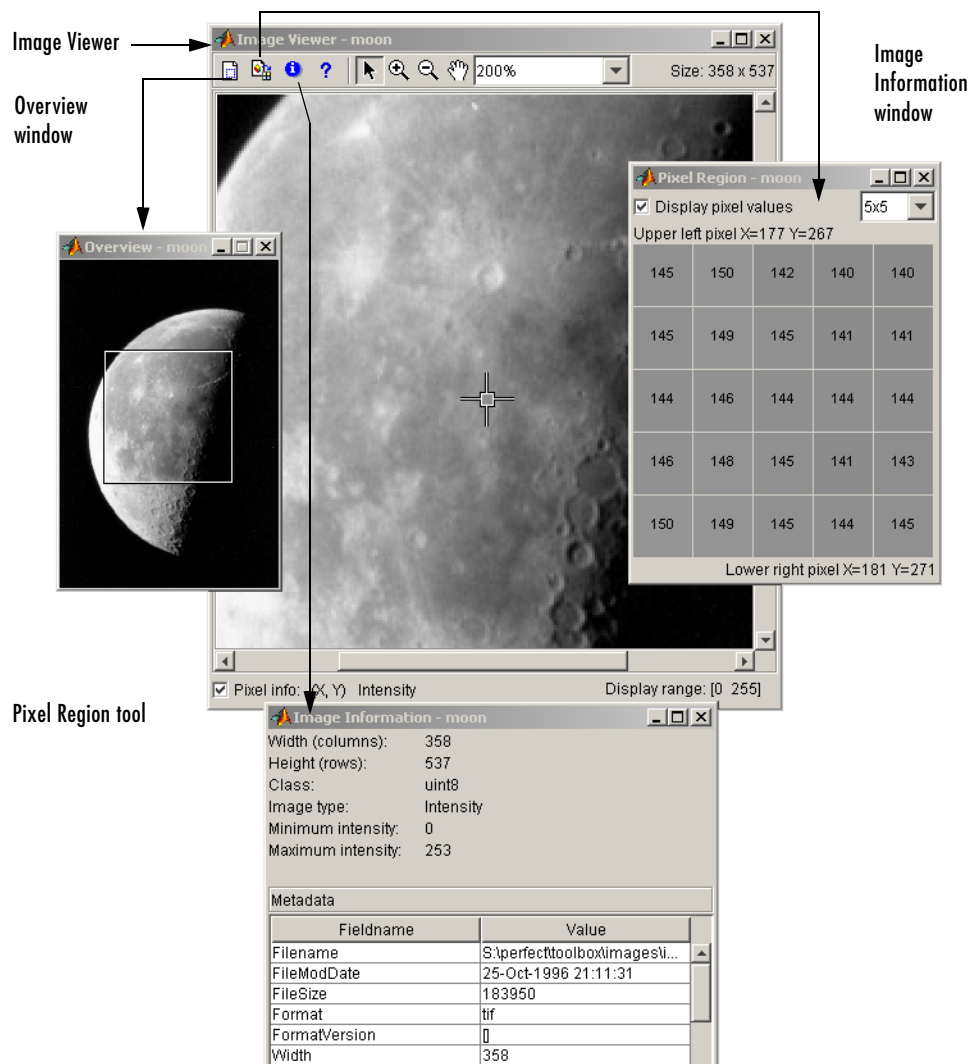 Image Viewer
Overview
window
Image
Information
window
Pixel Region tool
Image Viewer - moon
200%
Size: 358 x 537
Overview - moon
Pixel Region - moon
Display pixel values
5x5
Upper left pixel X=177 Y=267
145 150 142 140 140
145 149 145 141 141
144 146 144 144 144
146 148 145 141 143
150 149 145 144 145
Lower right pixel X=181 Y=271
Pixel info: (X, Y) Intensity
Display range: [0 255]
Image Information - moon
Width (columns): 358
Height (rows): 537
Class: uint8
Image type: Intensity
Minimum intensity: 0
Maximum intensity: 253
Metadata
Fieldname Value
Filename S:\perfect\toolbox\images\i...
FileModDate 25-Oct-1996 21:11:31
FileSize 183950
Format tif
FormatVersion []
Width 358